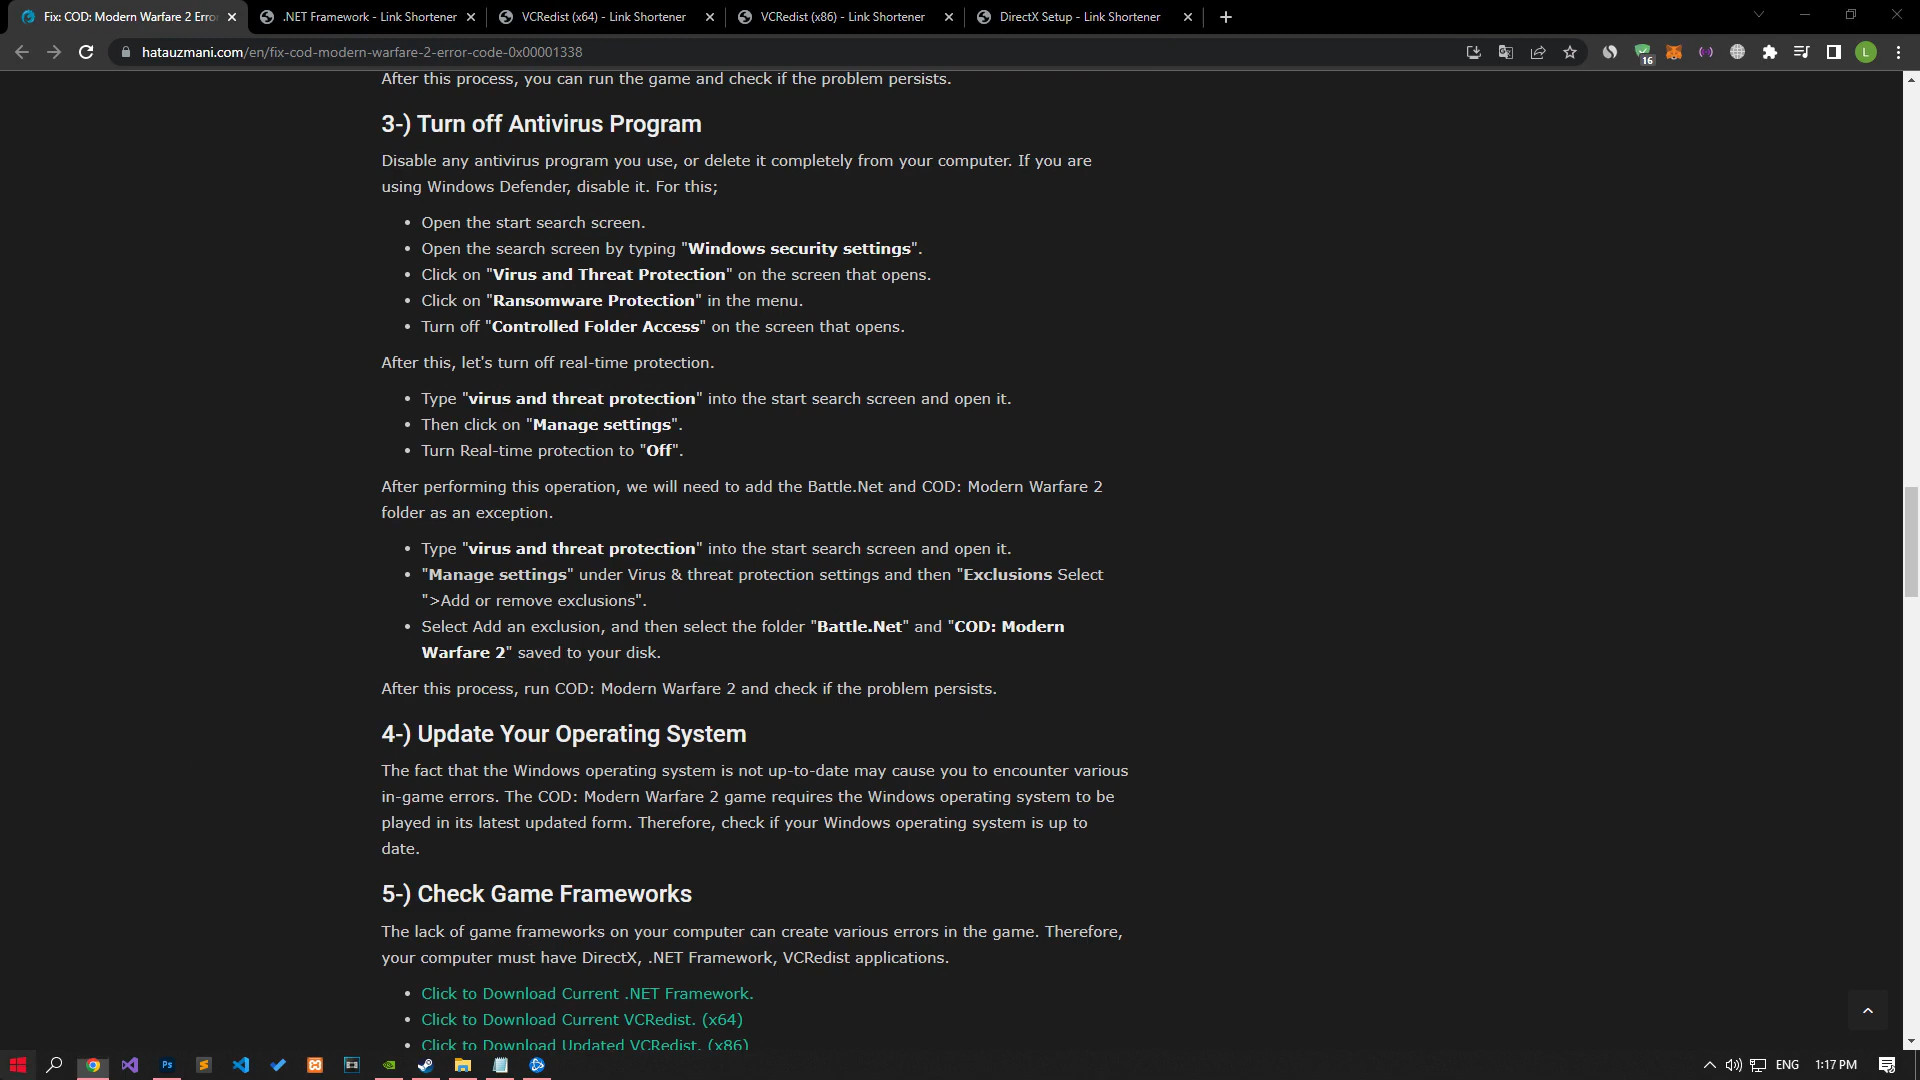 Fix: COD: Modern Warfare 2 Erro
.NET Framework - Link Shortener
VCRedist (x64) - Link Shortener
VCRedist (x86) - Link Shortener
DirectX Setup - Link Shortener
hatauzmani.com/en/fix-cod-modern-warfare-2-error-code-0x00001338
16
L
After this process, you can run the game and check if the problem persists.
3-) Turn off Antivirus Program
Disable any antivirus program you use, or delete it completely from your computer. If you are
using Windows Defender, disable it. For this;
• Open the start search screen.
• Open the search screen by typing "Windows security settings".
• Click on "Virus and Threat Protection" on the screen that opens.
• Click on "Ransomware Protection" in the menu.
• Turn off "Controlled Folder Access" on the screen that opens.
After this, let's turn off real-time protection.
• Type "virus and threat protection" into the start search screen and open it.
• Then click on "Manage settings".
• Turn Real-time protection to "Off".
After performing this operation, we will need to add the Battle.Net and COD: Modern Warfare 2
folder as an exception.
• Type "virus and threat protection" into the start search screen and open it.
• "Manage settings" under Virus & threat protection settings and then "Exclusions Select
">Add or remove exclusions".
• Select Add an exclusion, and then select the folder "Battle.Net" and "COD: Modern
Warfare 2" saved to your disk.
After this process, run COD: Modern Warfare 2 and check if the problem persists.
4-) Update Your Operating System
The fact that the Windows operating system is not up-to-date may cause you to encounter various
in-game errors. The COD: Modern Warfare 2 game requires the Windows operating system to be
played in its latest updated form. Therefore, check if your Windows operating system is up to
date.
5-) Check Game Frameworks
The lack of game frameworks on your computer can create various errors in the game. Therefore,
your computer must have DirectX, .NET Framework, VCRedist applications.
• Click to Download Current .NET Framework.
• Click to Download Current VCRedist. (x64)
• Click to Download Updated VCRedist. (x86)
Ps
ENG
1:17 PM